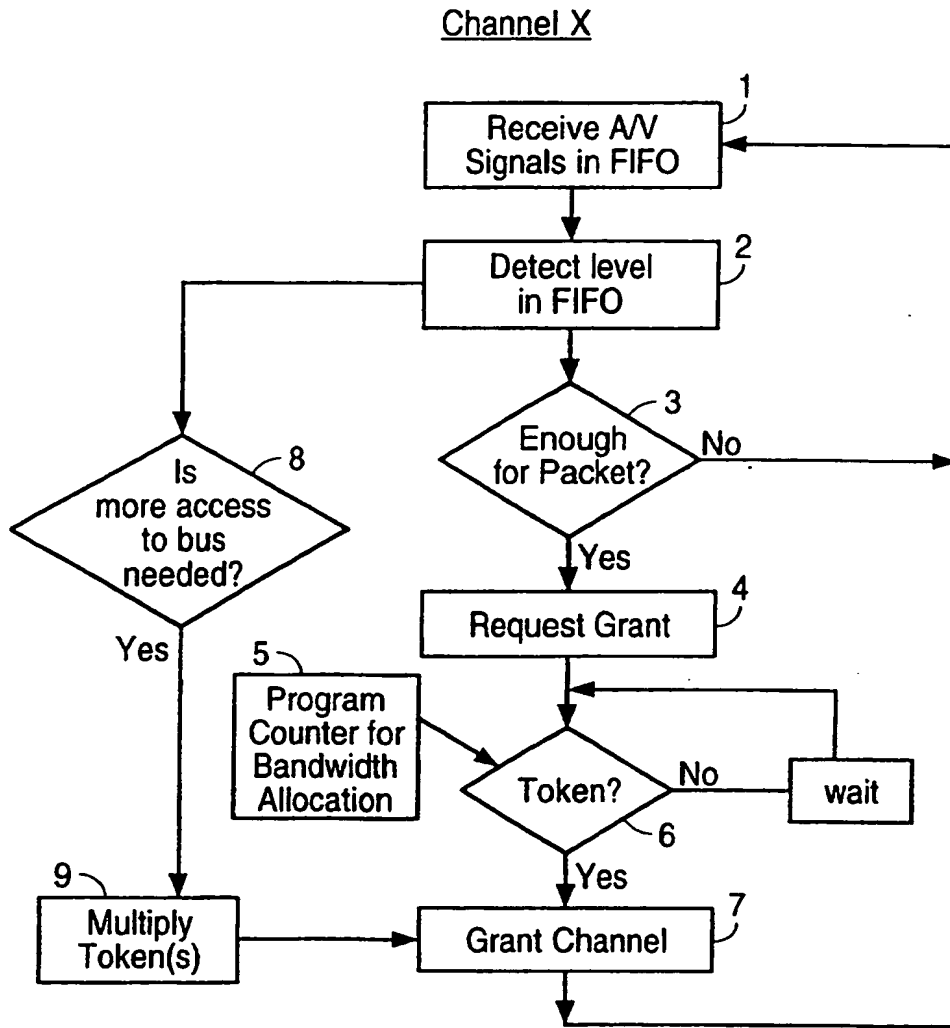 Channel X
1
Receive A/V
Signals in FIFO
2
Detect level
in FIFO
3
Enough
for Packet?
No
Yes
8
Is
more access
to bus
needed?
Yes
4
Request Grant
5
Program
Counter for
Bandwidth
Allocation
Token?
No
wait
6
Yes
9
Multiply
Token(s)
7
Grant Channel